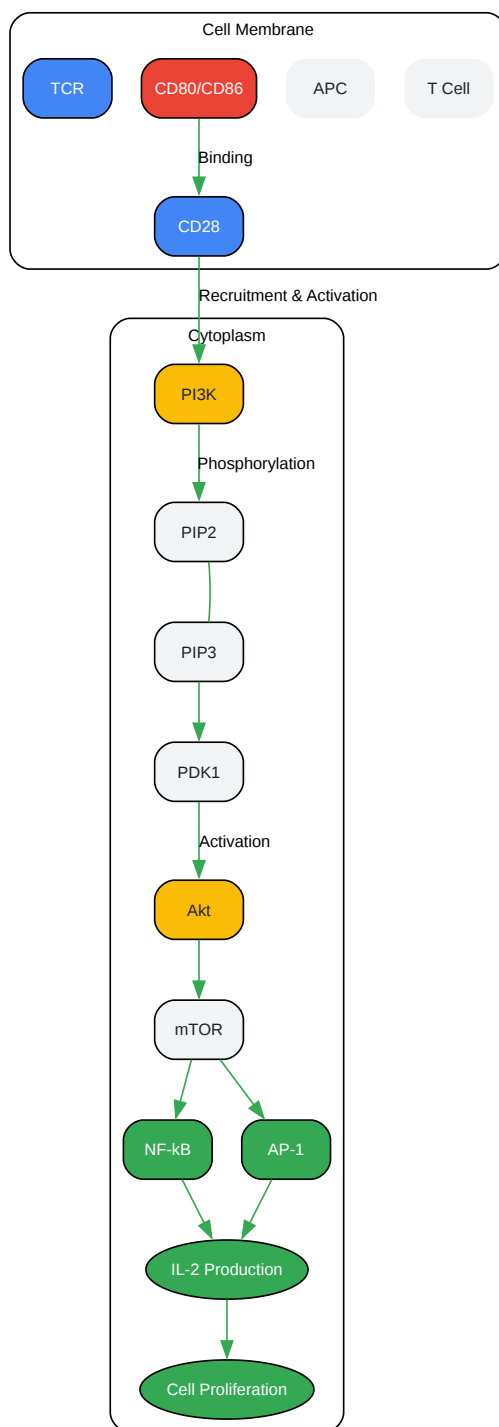 Cell Membrane
TCR
CD80/CD86
APC
T Cell
Binding
CD28
Recruitment & Activation
Cytoplasm
PI3K
Phosphorylation
PIP2
PIP3
PDK1
Activation
Akt
mTOR
NF-kB
AP-1
IL-2 Production
Cell Proliferation